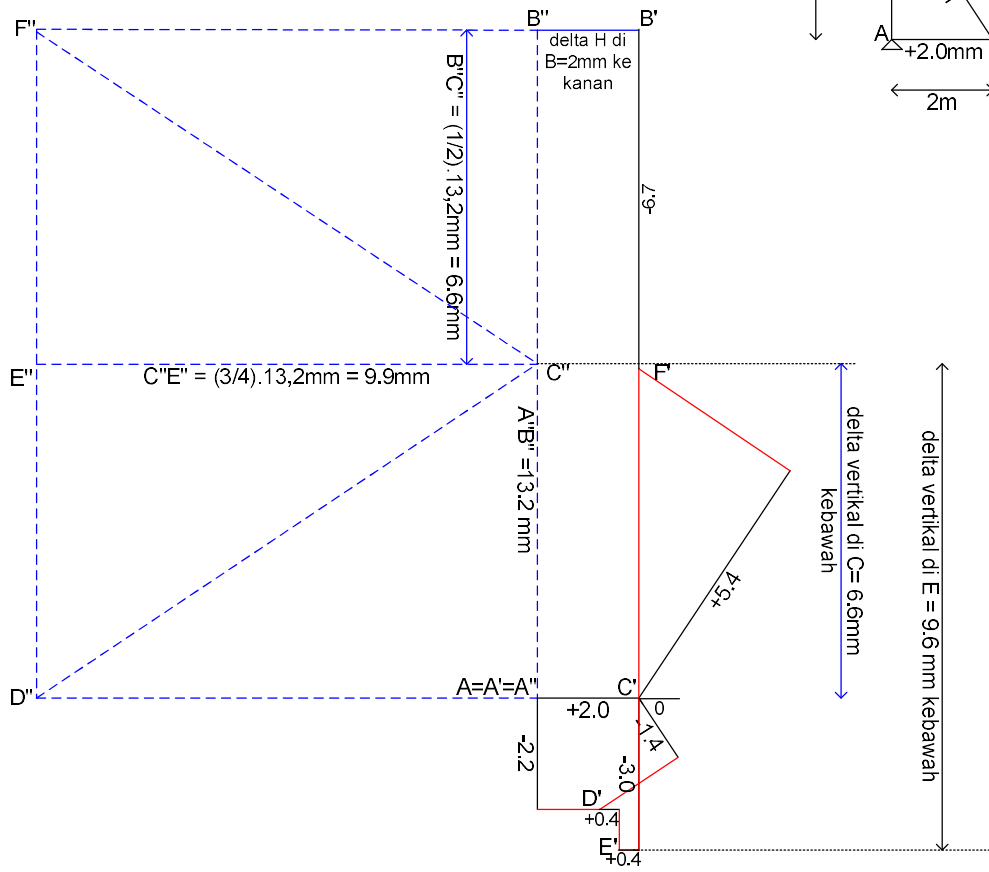 F"
B"
B'
delta H di
B=2mm ke
kanan
A
+2.0mm
2m
B"C" = (1/2).13,2mm = 6.6mm
-6.7
E"
C"E" = (3/4).13,2mm = 9.9mm
C"
F'
A"B" =13.2 mm
delta vertikal di C= 6.6mm
kebawah
delta vertikal di E = 9.6 mm kebawah
+5.4
D"
A=A'=A"
C'
+2.0
0
-1.4
-2.2
-3.0
D'
+0.4
E'
+0.4